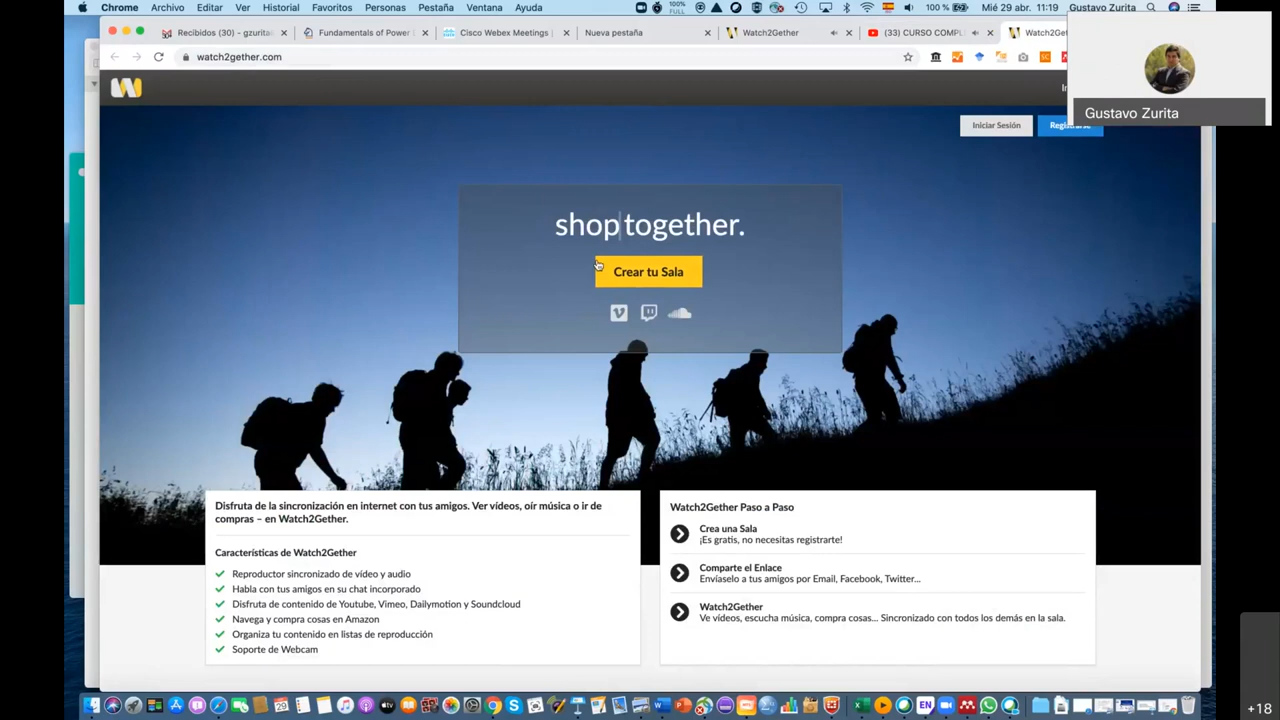 Chrome Archivo Editar Ver Historial Favoritos Personas Pestaña Ventana Ayuda 100% FULL 100 % Mié 29 abr. 11:19 Gustavo Zurita
Recibidos (30) - gzurita Fundamentals of Power Cisco Webex Meetings Nueva pestaña Watch2Gether (33) CURSO COMPL Watch2Get
watch2gether.com
Gustavo Zurita
Iniciar Sesión
Registrarse
shop together.
Crear tu Sala
Disfruta de la sincronización en internet con tus amigos. Ver vídeos, oír música o ir de
compras – en Watch2Gether.
Características de Watch2Gether
Reproductor sincronizado de vídeo y audio
Habla con tus amigos en su chat incorporado
Disfruta de contenido de Youtube, Vimeo, Dailymotion y Soundcloud
Navega y compra cosas en Amazon
Organiza tu contenido en listas de reproducción
Soporte de Webcam
Watch2Gether Paso a Paso
Crea una Sala
¡Es gratis, no necesitas registrarte!
Comparte el Enlace
Envíaselo a tus amigos por Email, Facebook, Twitter...
Watch2Gether
Ve vídeos, escucha música, compra cosas... Sincronizado con todos los demás en la sala.
+18